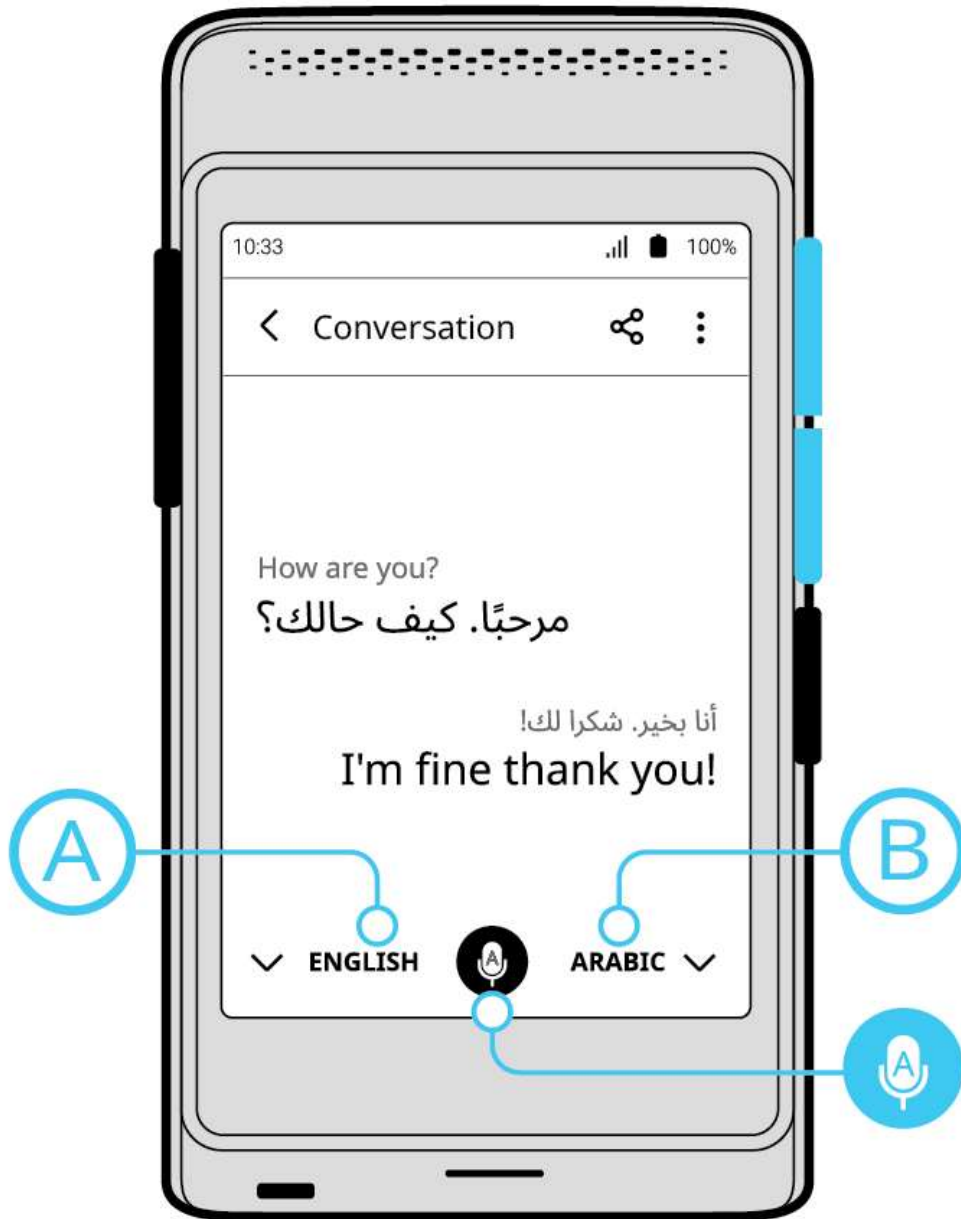 10:33 100%
Conversation
How are you?
مرحبًا. كيف حالك؟
أنا بخير. شكرا لك!
I'm fine thank you!
A
B
ENGLISH A ARABIC
A